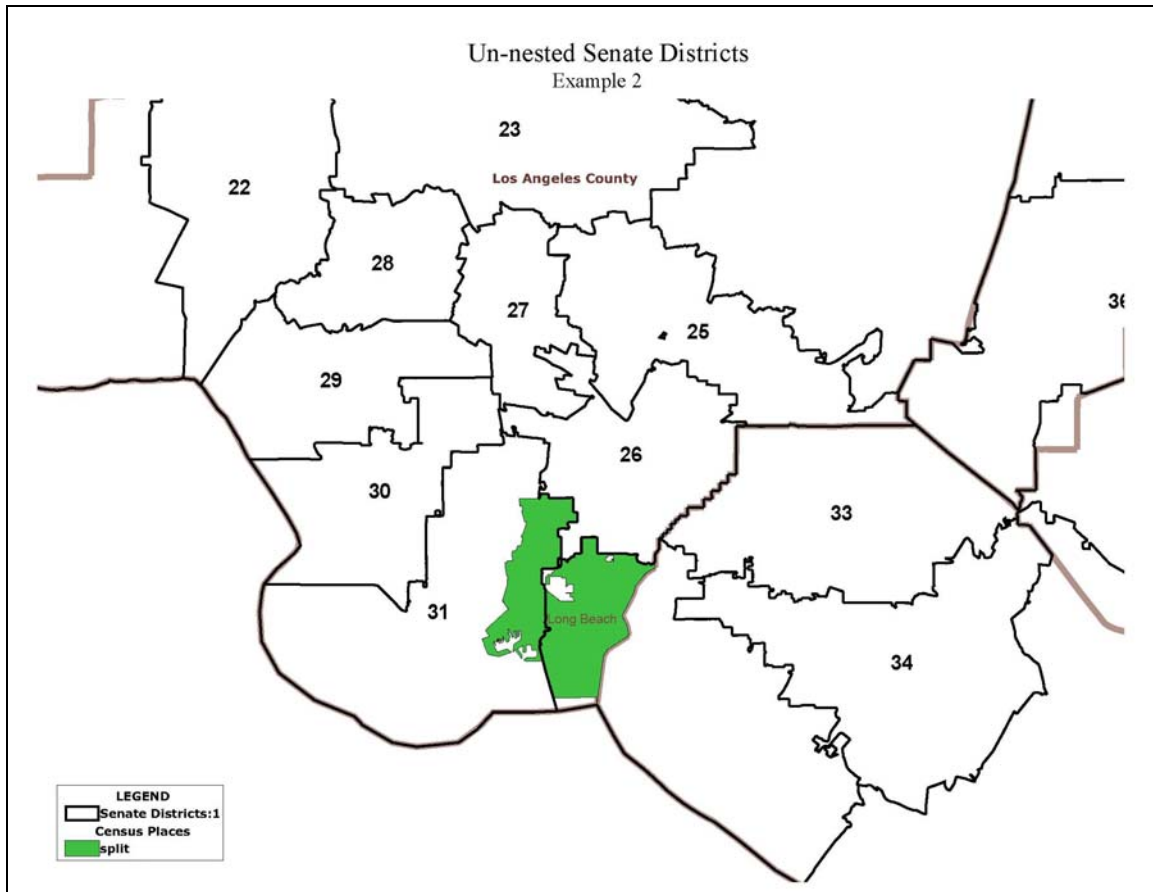 Un-nested Senate Districts
Example 2
23
Los Angeles County
22
28
27
25
36
29
26
30
33
31
Long Beach
34
LEGEND
Senate Districts:1
Census Places
split